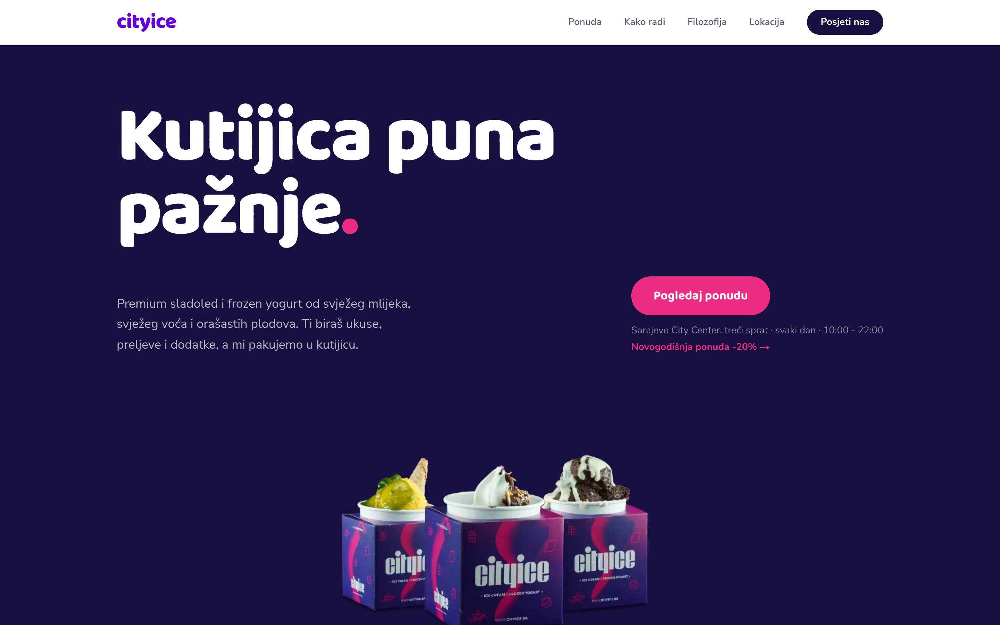 cityice
Ponuda
Kako radi
Filozofija
Lokacija
Posjeti nas
Kutijica puna
pažnje.
Premium sladoled i frozen yogurt od svježeg mlijeka,
svježeg voća i orašastih plodova. Ti biraš ukuse,
preljeve i dodatke, a mi pakujemo u kutijicu.
Pogledaj ponudu
Sarajevo City Center, treći sprat · svaki dan · 10:00 - 22:00
Novogodišnja ponuda -20% →
cityice
cityice
• ICE CREAM & FROZEN YOGURT •
WWW.CITYICE.BA
cityice
cityice
• ICE CREAM & FROZEN YOGURT •
WWW.CITYICE.BA